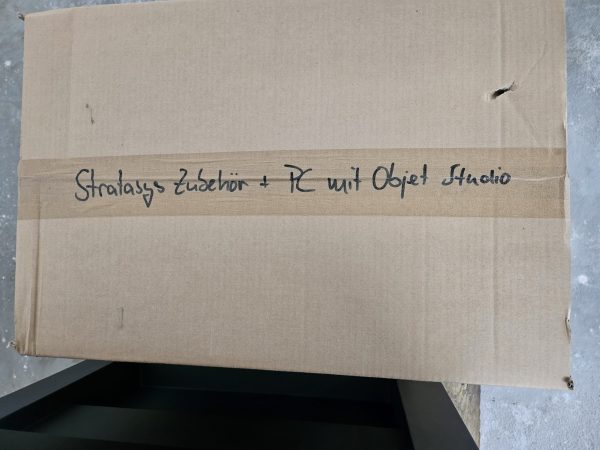 Stratasys Zubehör + PC mit Objet Studio